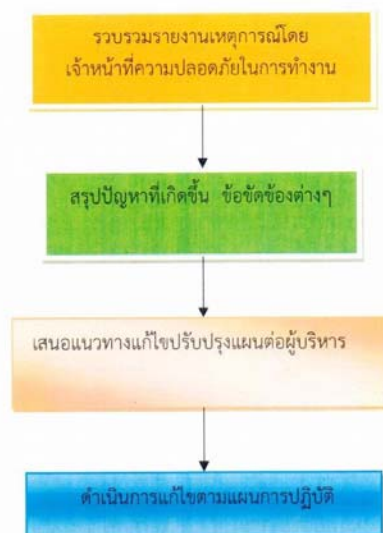 รวบรวมรายงานเหตุการณ์โดย
เจ้าหน้าที่ความปลอดภัยในการทำงาน
สรุปปัญหาที่เกิดขึ้น ข้อขัดข้องต่างๆ
เสนอแนวทางแก้ไขปรับปรุงแผนต่อผู้บริหาร
ดำเนินการแก้ไขตามแผนการปฏิบัติ